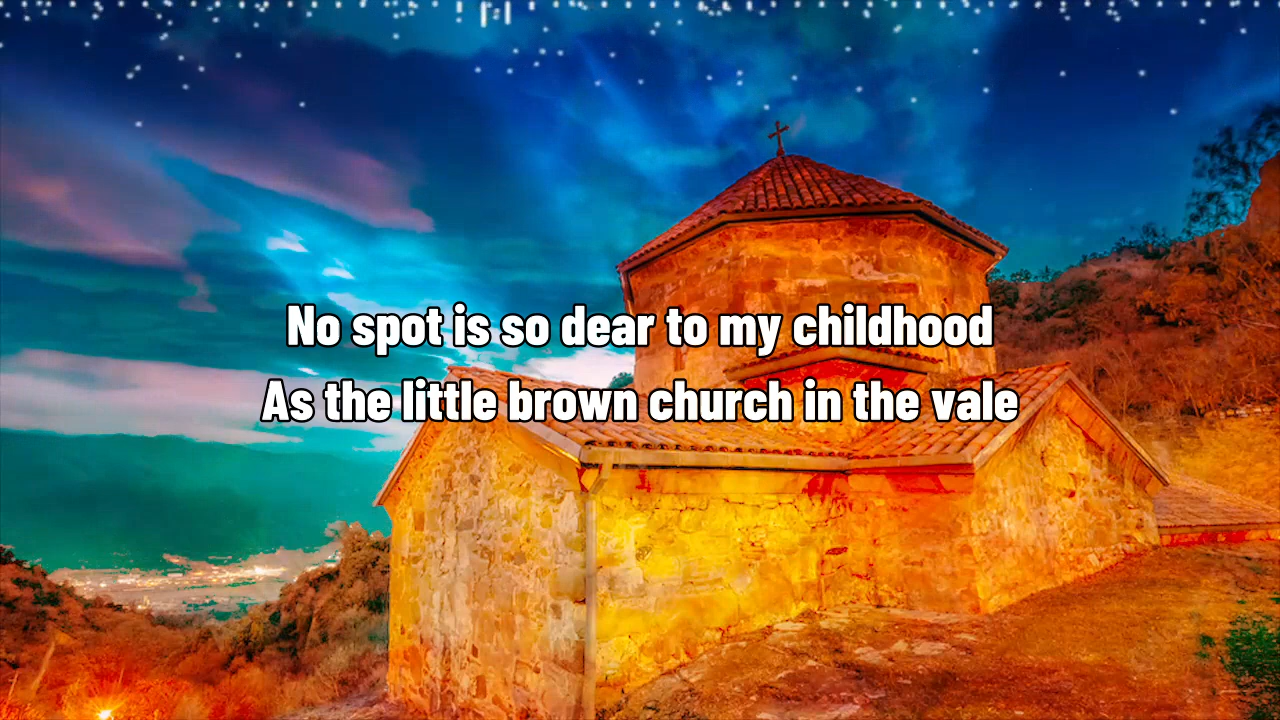 No spot is so dear to my childhood
As the little brown church in the vale